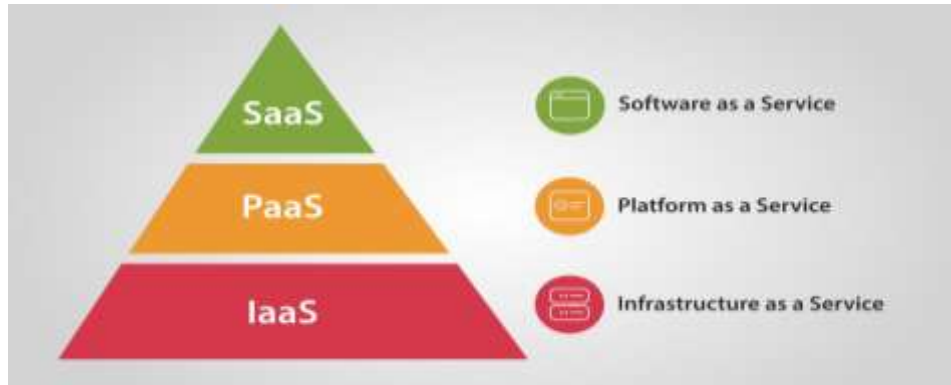 SaaS
Software as a Service
PaaS
Platform as a Service
IaaS
Infrastructure as a Service